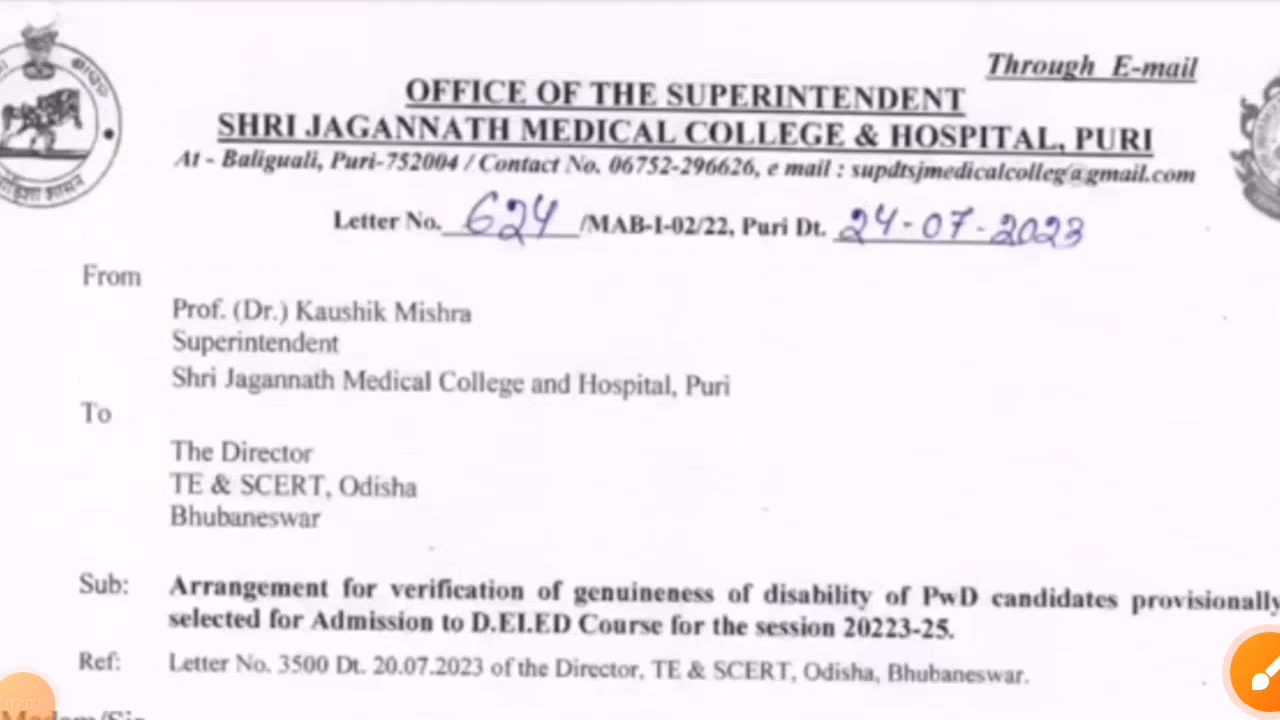 Through E-mail
OFFICE OF THE SUPERINTENDENT
SHRI JAGANNATH MEDICAL COLLEGE & HOSPITAL, PURI
At - Baliguali, Puri-752004 / Contact No. 06752-296626, e mail : supdtsjmedicalcolleg@gmail.com
Letter No. 624 /MAB-I-02/22, Puri Dt. 24-07-2023
From
Prof. (Dr.) Kaushik Mishra
Superintendent
Shri Jagannath Medical College and Hospital, Puri
To
The Director
TE & SCERT, Odisha
Bhubaneswar
Sub: Arrangement for verification of genuineness of disability of PwD candidates provisionally
selected for Admission to D.EI.ED Course for the session 20223-25.
Ref: Letter No. 3500 Dt. 20.07.2023 of the Director, TE & SCERT, Odisha, Bhubaneswar.
Madam/Sir